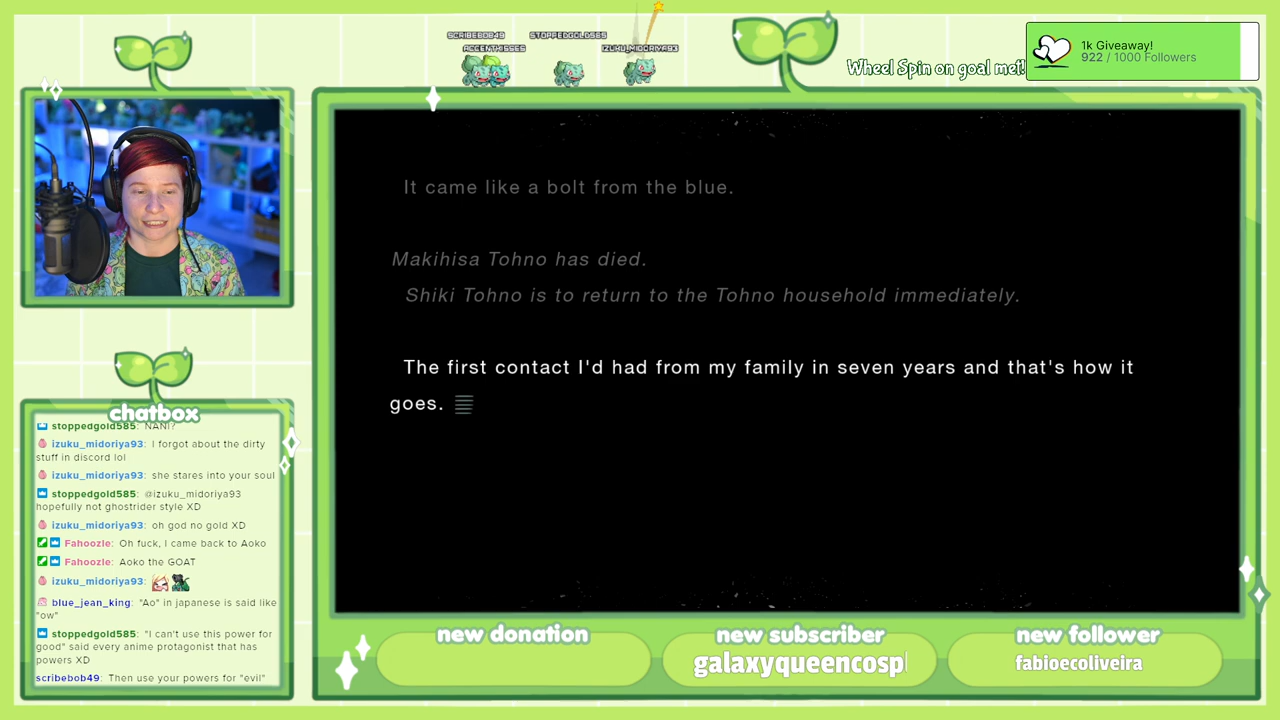 SCRIBEBOB49
STOPPEDGOLD585
IZUKU_MIDORIYA93
Wheel Spin on goal met!
1k Giveaway!
922 / 1000 Followers
It came like a bolt from the blue.
Makihisa Tohno has died.
Shiki Tohno is to return to the Tohno household immediately.
The first contact I'd had from my family in seven years and that's how it
goes.
chatbox
stoppedgold585: NANI?
izuku_midoriya93: I forgot about the dirty
stuff in discord lol
izuku_midoriya93: she stares into your soul
stoppedgold585: @izuku_midoriya93
hopefully not ghostrider style XD
izuku_midoriya93: oh god no gold XD
Fahoozle: Oh fuck, I came back to Aoko
Fahoozle: Aoko the GOAT
izuku_midoriya93:
blue_jean_king: "Ao" in japanese is said like
"ow"
stoppedgold585: "I can't use this power for
good" said every anime protagonist that has
powers XD
scribebob49: Then use your powers for "evil"
new donation
new subscriber
galaxyqueencosp
new follower
fabioecoliveira